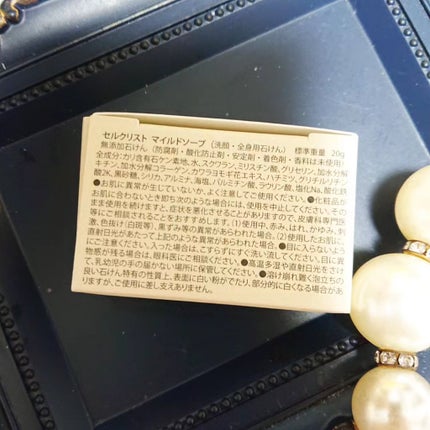 セルクリスト マイルドソープ (洗顔・全身用石けん) 標準重量 20g
無添加石けん (防腐剤・酸化防止剤・安定剤・着色剤・香料は未使用)
全成分:カリ含有石ケン素地、水、スクワラン、ミリスチン酸、グリセリン、加水分解
キチン、加水分解コラーゲン、カワラヨモギ花エキス、ハチミツ、グリチルリチン
酸2K、黒砂糖、シリカ、アルミナ、海塩、パルミチン酸、ラウリン酸、塩化Na、酸化鉄
●お肌に異常が生じていないか、よく注意してご使用ください。●化粧品が
お肌に合わないとき即ち次のような場合には、使用を中止してください。その
まま使用を続けますと、症状を悪化させることがありますので、皮膚科専門医
等にご相談されることをおすすめします。(1)使用中、赤み、はれ、かゆみ、刺
激、色抜け(白斑等)、黒ずみ等の異常があらわれた場合。(2)使用したお肌に、
直射日光があたって上記のような異常があらわれた場合。●目に入らないよう
にご注意ください。入った場合は、こすらずにすぐ洗い流してください。目に異
物感が残る場合は、眼科医にご相談ください。●高温多湿や直射日光をさけ
て、乳幼児の手の届かない場所に保管してください。●溶け崩れ難く泡立ちの
良い石けん特有の性質上、表面に白い粉がでたり、部分的に白くなる場合があ
りますが、ご使用に差し支えありません。